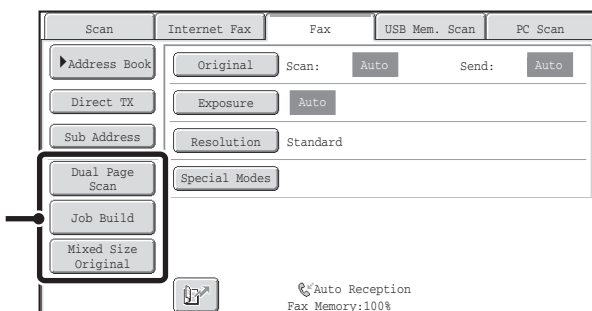 Scan Internet Fax Fax USB Mem. Scan PC Scan
Address Book Original Scan: Auto Send: Auto
Direct TX Exposure Auto
Sub Address Resolution Standard
Dual Page
Scan
Special Modes
Job Build
Mixed Size
Original
Auto Reception
Fax Memory:100%